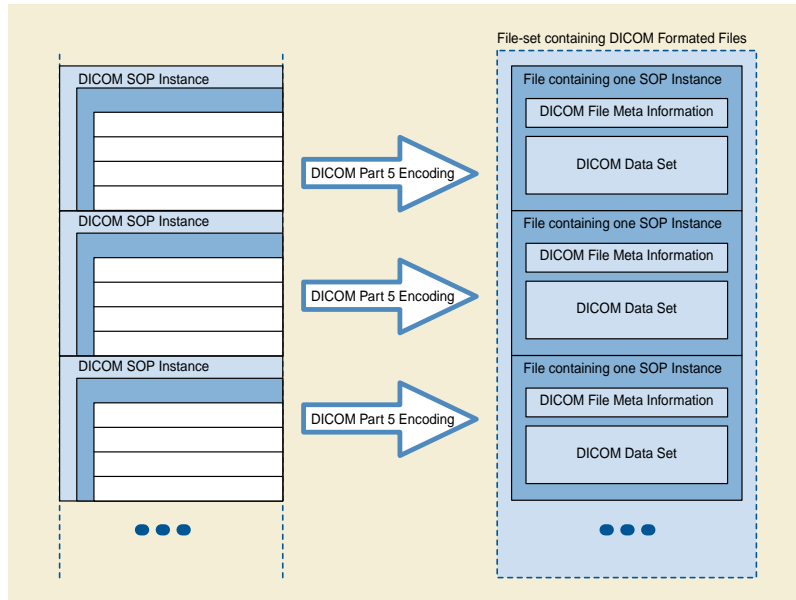 File-set containing DICOM Formated Files
DICOM SOP Instance
DICOM Part 5 Encoding
File containing one SOP Instance
DICOM File Meta Information
DICOM Data Set
DICOM SOP Instance
DICOM Part 5 Encoding
File containing one SOP Instance
DICOM File Meta Information
DICOM Data Set
DICOM SOP Instance
DICOM Part 5 Encoding
File containing one SOP Instance
DICOM File Meta Information
DICOM Data Set